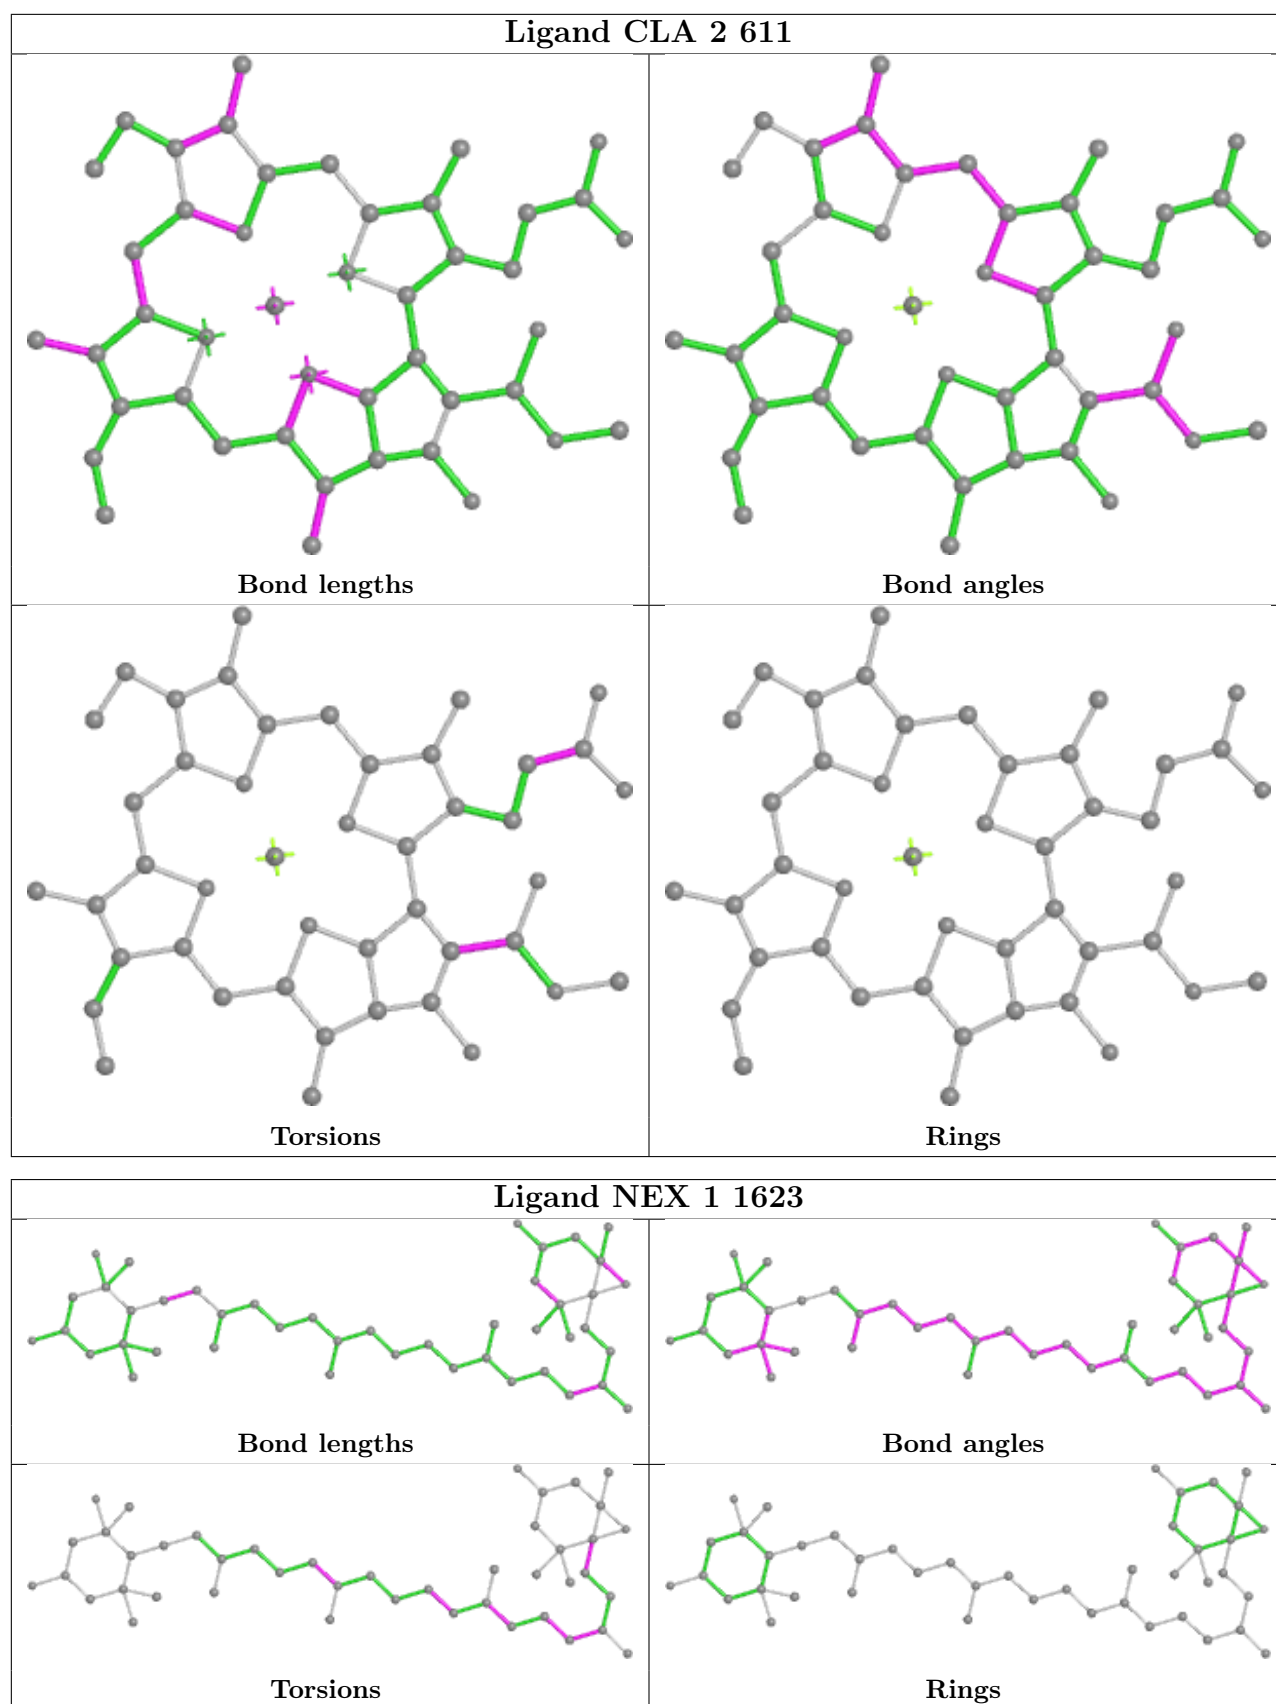 Ligand CLA 2 611
Bond lengths
Bond angles
Torsions
Rings
Ligand NEX 1 1623
Bond lengths
Bond angles
Torsions
Rings